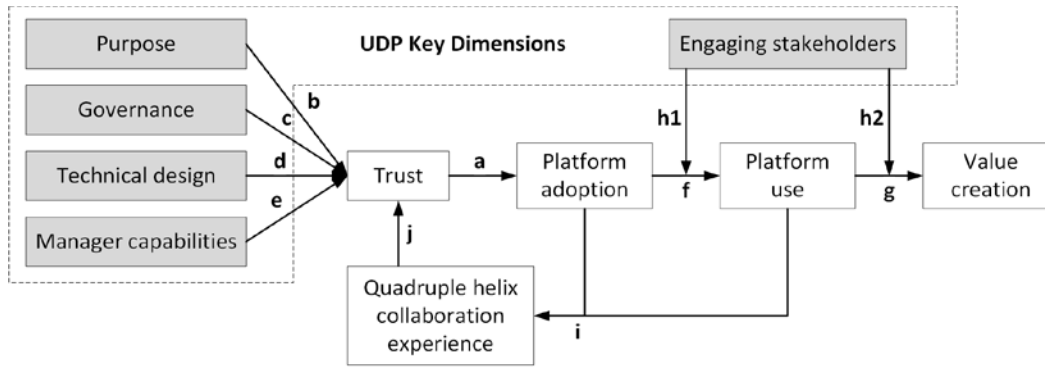 Purpose
UDP Key Dimensions
Engaging stakeholders
Governance
b
c
h1
h2
Technical design
d
Trust
a
Platform
adoption
f
Platform
use
g
Value
creation
e
Manager capabilities
j
Quadruple helix
collaboration
experience
i